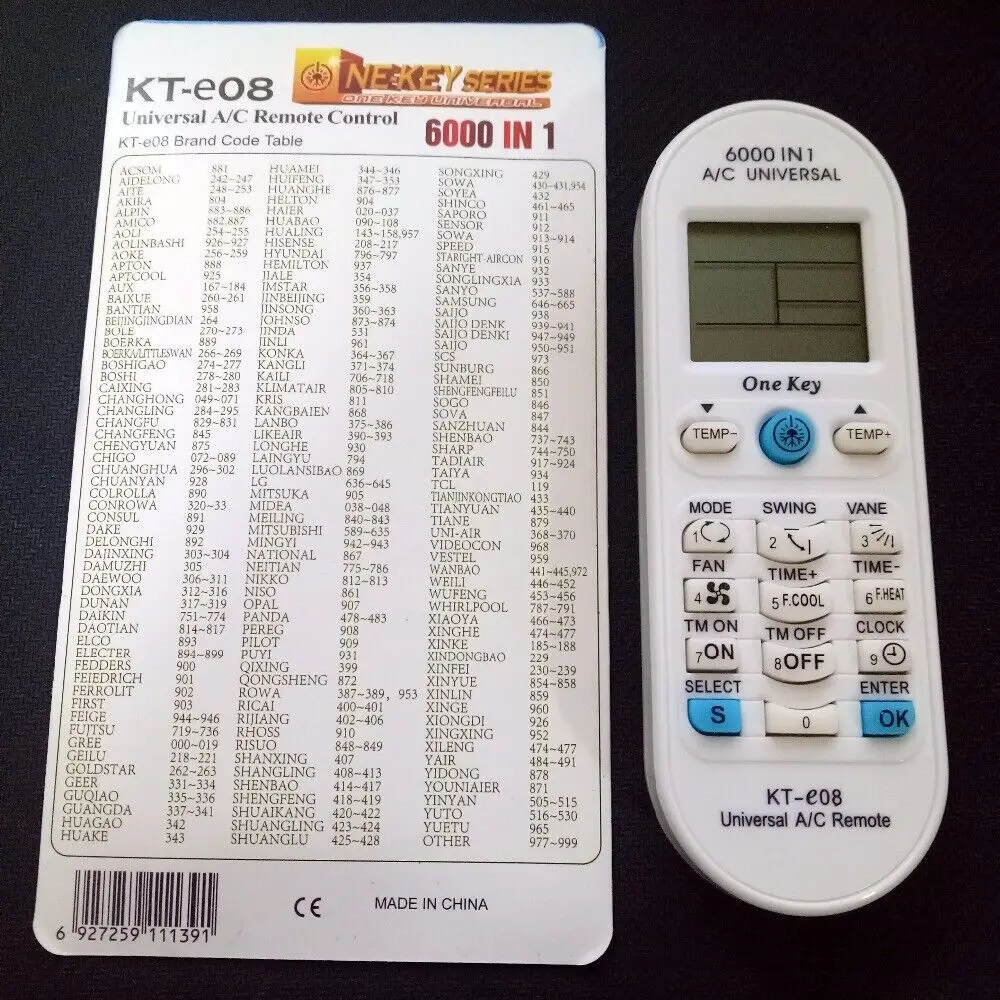 KT-e08
ONE-KEY SERIES
ONE KEY UNIVERSAL
Universal A/C Remote Control
6000 IN 1
KT-e08 Brand Code Table
ACSOM 881
AIDELONG 242~247
AITE 248~253
AKIRA 804
ALPIN 883~886
AMICO 882,887
AOLI 254~255
AOLINBASHI 926~927
AOKE 256~259
APTON 888
APTCOOL 925
AUX 167~184
BAIXUE 260~261
BANTIAN 958
BEIJINGJINGDIAN 264
BOLE 270~273
BOERKA 889
BOERKA/LITTLESWAN 266~269
BOSHIGAO 274~277
BOSHI 278~280
CAIXING 281~283
CHANGHONG 049~071
CHANGLING 284~295
CHANGFU 829~831
CHANGFENG 845
CHENGYUAN 875
CHIGO 072~089
CHUANGHUA 296~302
CHUANYAN 928
COLROLLA 890
CONROWA 320~33
CONSUL 891
DAKE 929
DELONGHI 892
DAJINXING 303~304
DAMUZHI 305
DAEWOO 306~311
DONGXIA 312~316
DUNAN 317~319
DAIKIN 751~774
DAOTIAN 814~817
ELCO 893
ELECTER 894~899
FEDDERS 900
FEIEDRICH 901
FERROLIT 902
FIRST 903
FEIGE 944~946
FUJTSU 719~736
GREE 000~019
GEILU 218~221
GOLDSTAR 262~263
GEER 331~334
GUQIAO 335~336
GUANGDA 337~341
HUAGAO 342
HUAKE 343
HUAMEI 344~346
HUIFENG 347~353
HUANGHE 876~877
HELTON 904
HAIER 020~037
HUABAO 090~108
HUALING 143~158,957
HISENSE 208~217
HYUNDAI 796~797
HEMILTON 937
JIALE 354
JMSTAR 356~358
JINBEIJING 359
JINSONG 360~363
JOHNSO 873~874
JINDA 531
JINLI 961
KONKA 364~367
KANGLI 371~374
KAILI 706~718
KLIMATAIR 805~810
KRIS 811
KANGBAIEN 868
LANBO 375~386
LIKEAIR 390~393
LONGHE 930
LAINGYU 794
LUOLANSIBAO 869
LG 636~645
MITSUKA 905
MIDEA 038~048
MEILING 840~843
MITSUBISHI 589~635
MINGYI 942~943
NATIONAL 867
NEITIAN 775~786
NIKKO 812~813
NISO 861
OPAL 907
PANDA 478~483
PEREG 908
PILOT 909
PUYI 931
QIXING 399
QONGSHENG 872
ROWA 387~389, 953
RICAI 400~401
RIJIANG 402~406
RHOSS 910
RISUO 848~849
SHANXING 407
SHANGLING 408~413
SHENBAO 414~417
SHENGFENG 418~419
SHUAIKANG 420~422
SHUANGLING 423~424
SHUANGLU 425~428
SONGXING 429
SOWA 430~431,954
SOYEA 432
SHINCO 461~465
SAPORO 911
SENSOR 912
SOWA 913~914
SPEED 915
STARIGHT-AIRCON 916
SANYE 932
SONGLINGXIA 933
SANYO 537~588
SAMSUNG 646~665
SAIJO 938
SAIJO DENK 939~941
SAIJO DENKI 947~949
SAIJO 950~951
SCS 973
SUNBURG 866
SHAMEI 850
SHENGFENGFEILU 851
SOGO 846
SOVA 847
SANZHUAN 844
SHENBAO 737~743
SHARP 744~750
TADIAIR 917~924
TAIYA 934
TCL 119
TIANJINKONGTIAO 433
TIANYUAN 435~440
TIANE 879
UNI-AIR 368~370
VIDEOCON 968
VESTEL 959
WANBAO 441~445,972
WEILI 446~452
WUFENG 453~456
WHIRLPOOL 787~791
XIAOYA 466~473
XINGHE 474~477
XINKE 185~188
XINDONGBAO 229
XINFEI 230~239
XINYUE 854~858
XINLIN 859
XINGE 960
XIONGDI 926
XINGXING 952
XILENG 474~477
YAIR 484~491
YIDONG 878
YOUNIAIER 871
YINYAN 505~515
YUTO 516~530
YUETU 965
OTHER 977~999
6 927259 111391
CE
MADE IN CHINA
6000 IN 1
A/C UNIVERSAL
One Key
TEMP-
TEMP+
MODE SWING VANE
1 2 3
FAN TIME+ TIME-
4 5 F.COOL 6 F.HEAT
TM ON TM OFF CLOCK
7 ON 8 OFF 9
SELECT ENTER
S 0 OK
KT-e08
Universal A/C Remote